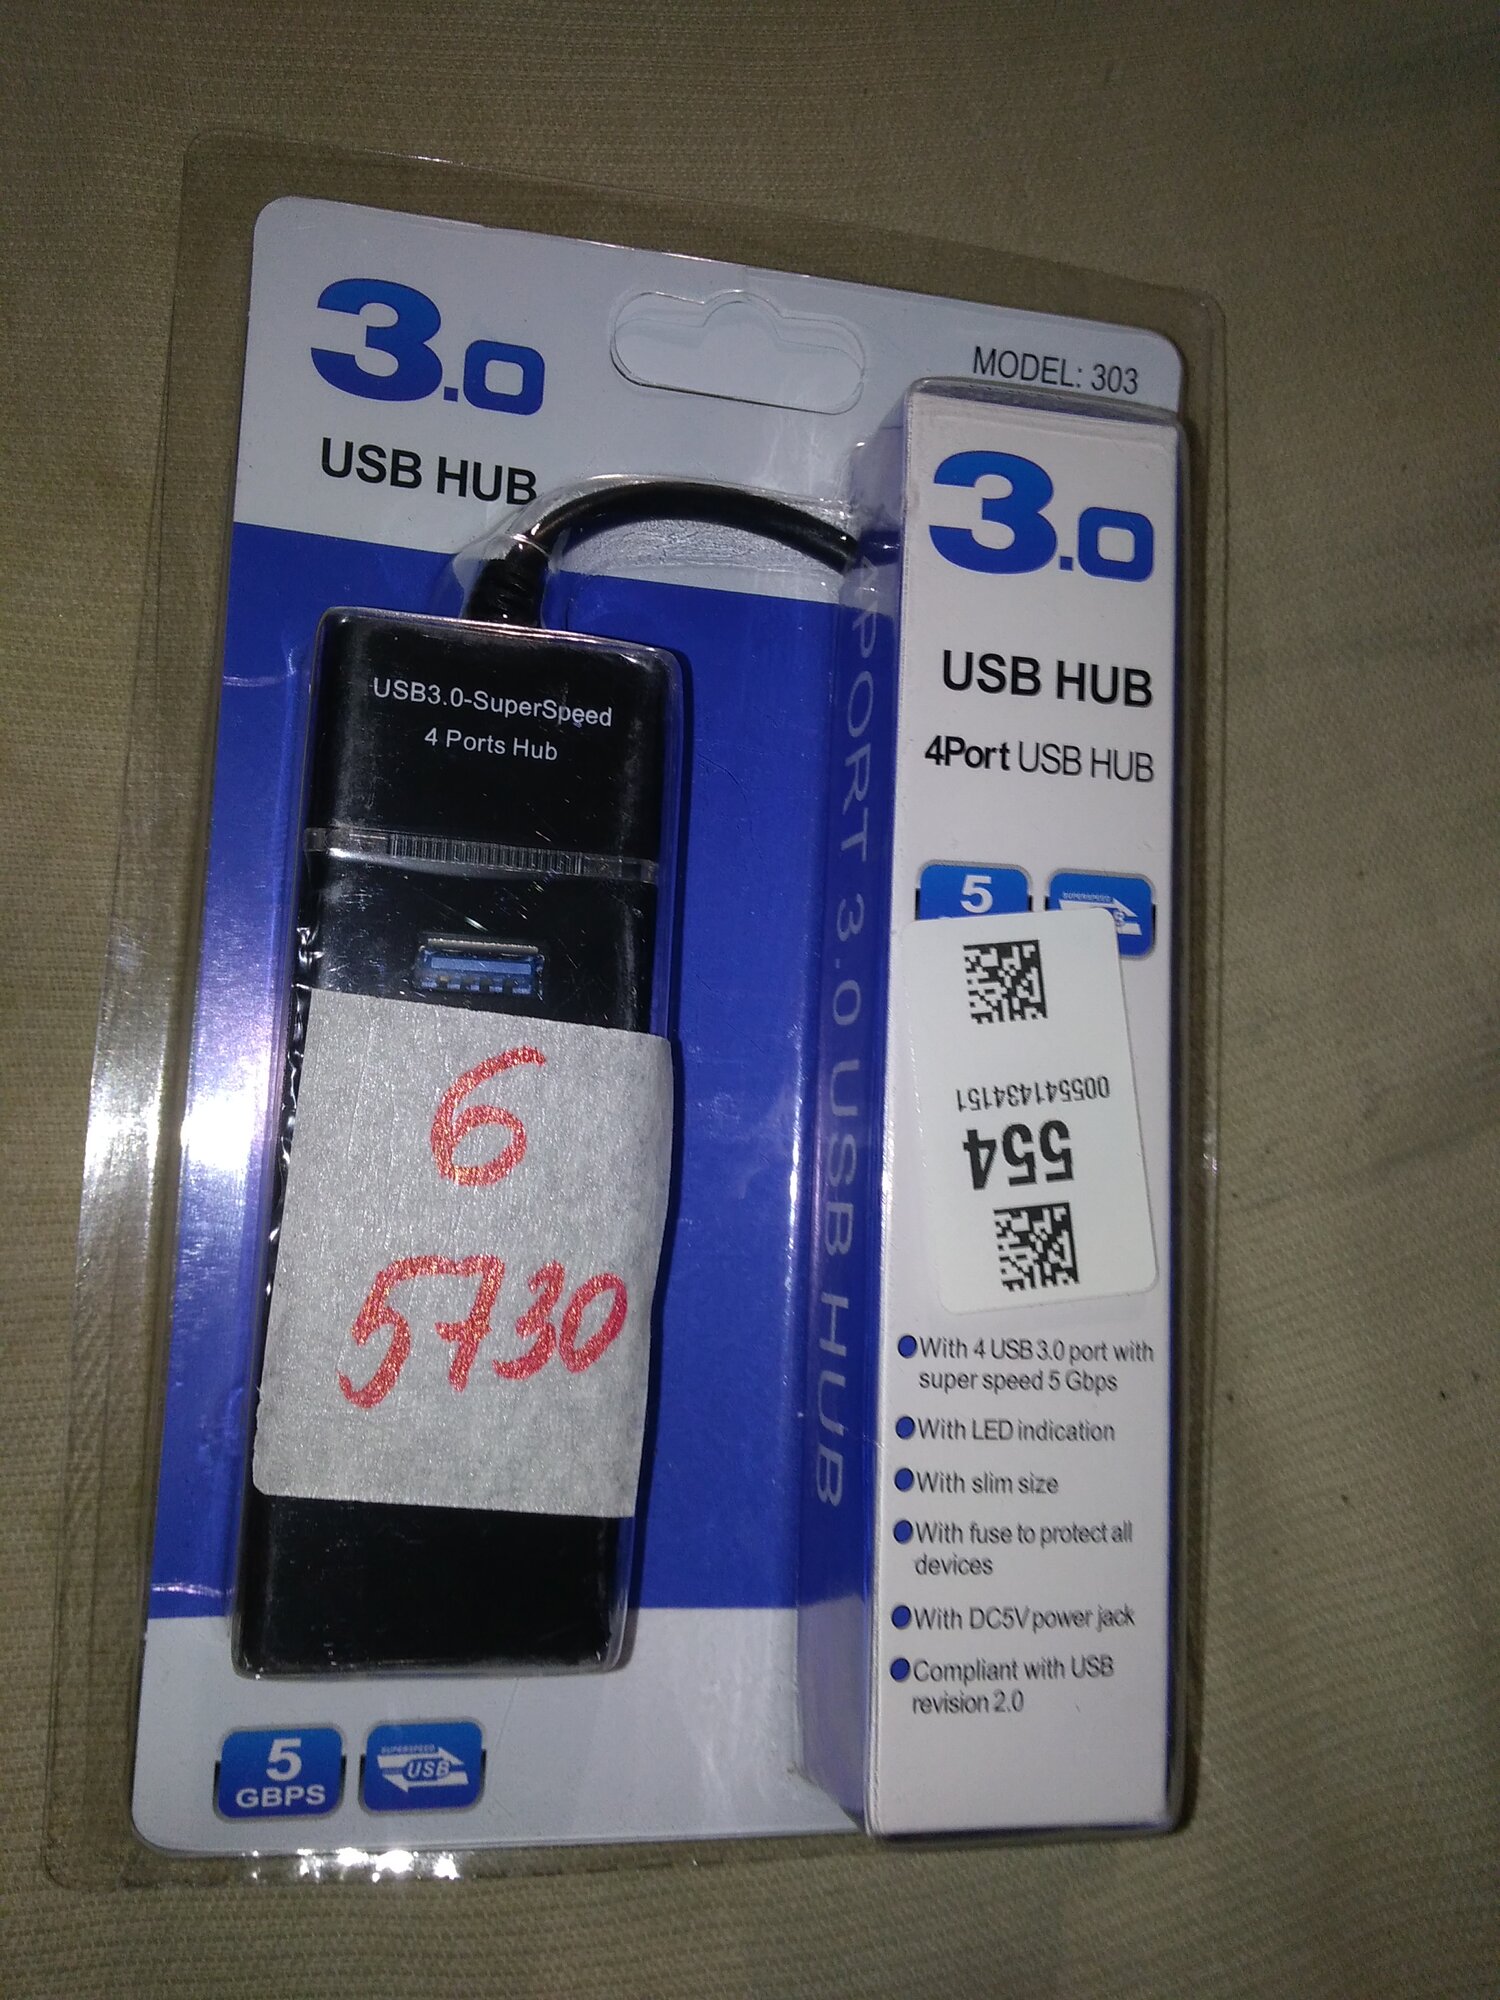 3.0
USB HUB
MODEL: 303
USB3.0-SuperSpeed
4 Ports Hub
6
5730
5
GBPS
SUPERSPEED
USB
PORT 3.0 USB HUB
3.0
USB HUB
4Port USB HUB
5
SUPERSPEED
005541434151
554
With 4 USB 3.0 port with
super speed 5 Gbps
With LED indication
With slim size
With fuse to protect all
devices
With DC5V power jack
Compliant with USB
revision 2.0